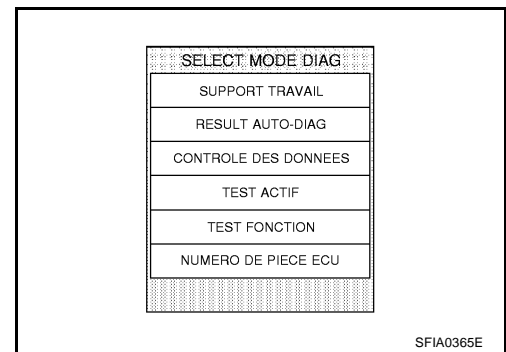 SELECT MODE DIAG
SUPPORT TRAVAIL
RESULT AUTO-DIAG
CONTROLE DES DONNEES
TEST ACTIF
TEST FONCTION
NUMERO DE PIECE ECU
SFIA0365E